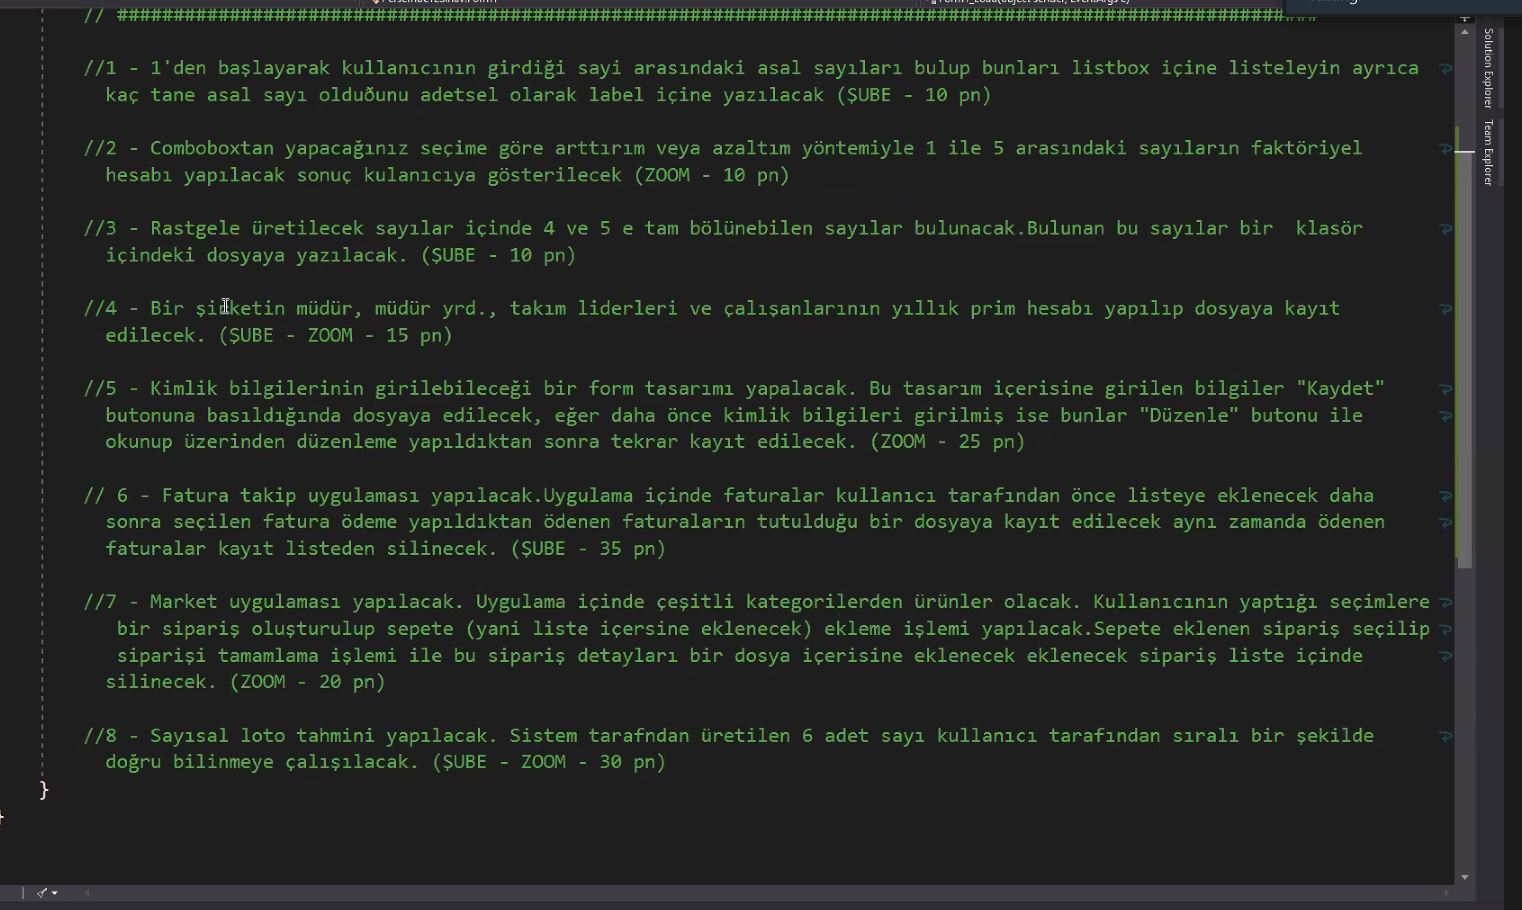 // ##########################################################################################################
//1 - 1'den başlayarak kullanıcının girdiği sayi arasındaki asal sayıları bulup bunları listbox içine listeleyin ayrıca
kaç tane asal sayı olduðunu adetsel olarak label içine yazılacak (ŞUBE - 10 pn)
//2 - Comboboxtan yapacağınız seçime göre arttırım veya azaltım yöntemiyle 1 ile 5 arasındaki sayıların faktöriyel
hesabı yapılacak sonuç kulanıcıya gösterilecek (ZOOM - 10 pn)
//3 - Rastgele üretilecek sayılar içinde 4 ve 5 e tam bölünebilen sayılar bulunacak.Bulunan bu sayılar bir  klasör
içindeki dosyaya yazılacak. (ŞUBE - 10 pn)
//4 - Bir şirketin müdür, müdür yrd., takım liderleri ve çalışanlarının yıllık prim hesabı yapılıp dosyaya kayıt
edilecek. (ŞUBE - ZOOM - 15 pn)
//5 - Kimlik bilgilerinin girilebileceği bir form tasarımı yapalacak. Bu tasarım içerisine girilen bilgiler "Kaydet"
butonuna basıldığında dosyaya edilecek, eğer daha önce kimlik bilgileri girilmiş ise bunlar "Düzenle" butonu ile
okunup üzerinden düzenleme yapıldıktan sonra tekrar kayıt edilecek. (ZOOM - 25 pn)
// 6 - Fatura takip uygulaması yapılacak.Uygulama içinde faturalar kullanıcı tarafından önce listeye eklenecek daha
sonra seçilen fatura ödeme yapıldıktan ödenen faturaların tutulduğu bir dosyaya kayıt edilecek aynı zamanda ödenen
faturalar kayıt listeden silinecek. (ŞUBE - 35 pn)
//7 - Market uygulaması yapılacak. Uygulama içinde çeşitli kategorilerden ürünler olacak. Kullanıcının yaptığı seçimlere
bir sipariş oluşturulup sepete (yani liste içersine eklenecek) ekleme işlemi yapılacak.Sepete eklenen sipariş seçilip
siparişi tamamlama işlemi ile bu sipariş detayları bir dosya içerisine eklenecek eklenecek sipariş liste içinde
silinecek. (ZOOM - 20 pn)
//8 - Sayısal loto tahmini yapılacak. Sistem tarafndan üretilen 6 adet sayı kullanıcı tarafından sıralı bir şekilde
doğru bilinmeye çalışılacak. (ŞUBE - ZOOM - 30 pn)
}
}
Solution Explorer
Team Explorer